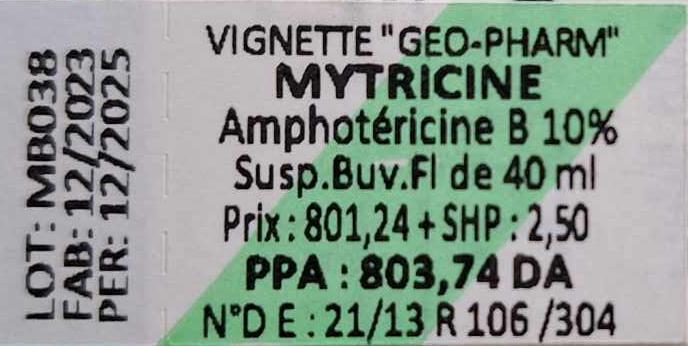 LOT: MB038
FAB: 12/2023
PER: 12/2025
VIGNETTE "GEO-PHARM"
MYTRICINE
Amphotéricine B 10%
Susp.Buv.Fl de 40 ml
Prix : 801,24 + SHP : 2,50
PPA : 803,74 DA
N°D E : 21/13 R 106 /304